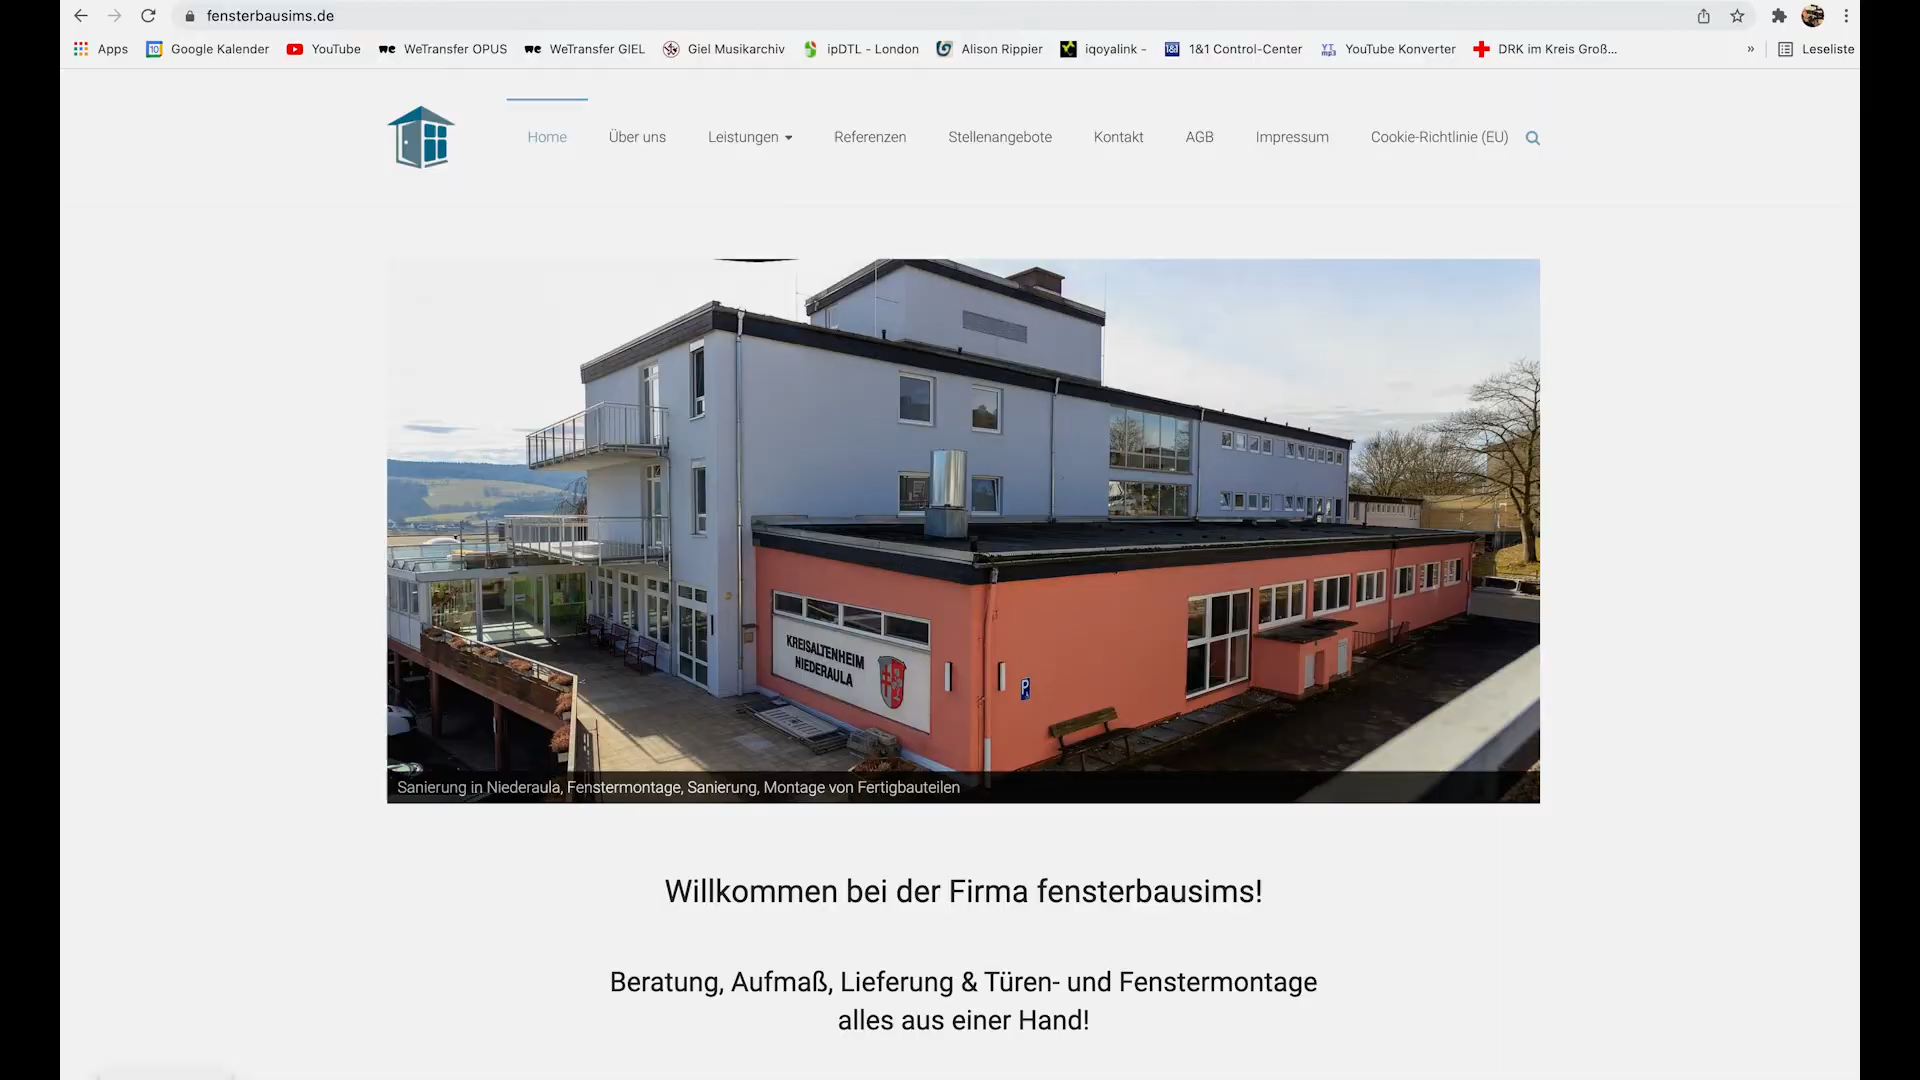 fensterbausims.de
Apps
Google Kalender
YouTube
WeTransfer OPUS
WeTransfer GIEL
Giel Musikarchiv
ipDTL - London
Alison Rippier
iqoyalink -
1&1 Control-Center
YouTube Konverter
DRK im Kreis Groß...
»
Leseliste
Home
Über uns
Leistungen
Referenzen
Stellenangebote
Kontakt
AGB
Impressum
Cookie-Richtlinie (EU)
KREISALTENHEIM
NIEDERAULA
P
Sanierung in Niederaula, Fenstermontage, Sanierung, Montage von Fertigbauteilen
Willkommen bei der Firma fensterbausims!
Beratung, Aufmaß, Lieferung & Türen- und Fenstermontage
alles aus einer Hand!